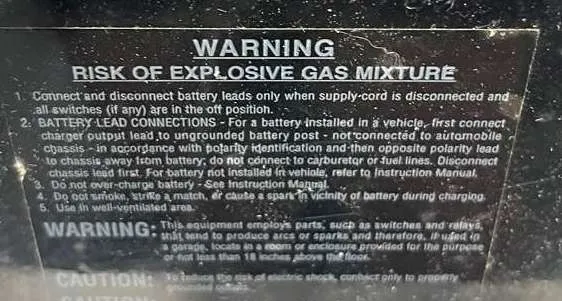 WARNING
RISK OF EXPLOSIVE GAS MIXTURE
1. Connect and disconnect battery leads only when supply-cord is disconnected and
all switches (if any) are in the off position.
2. BATTERY LEAD CONNECTIONS - For a battery installed in a vehicle, first connect
charger output lead to ungrounded battery post - not connected to automobile
chassis - in accordance with polarity identification and then opposite polarity lead
to chassis away from battery; do not connect to carburetor or fuel lines. Disconnect
chassis lead first. For battery not installed in vehicle, refer to Instruction Manual.
3. Do not over-charge battery - See Instruction Manual.
4. Do not smoke, strike a match, or cause a spark in vicinity of battery during charging.
5. Use in well-ventilated area.
WARNING: This equipment employs parts, such as switches and relays,
that tend to produce arcs or sparks and therefore, if used in
a garage, locate in a room or enclosure provided for the purpose
or not less than 18 inches above the floor.
CAUTION: To reduce the risk of electric shock, connect only to properly
grounded
CAUTION: